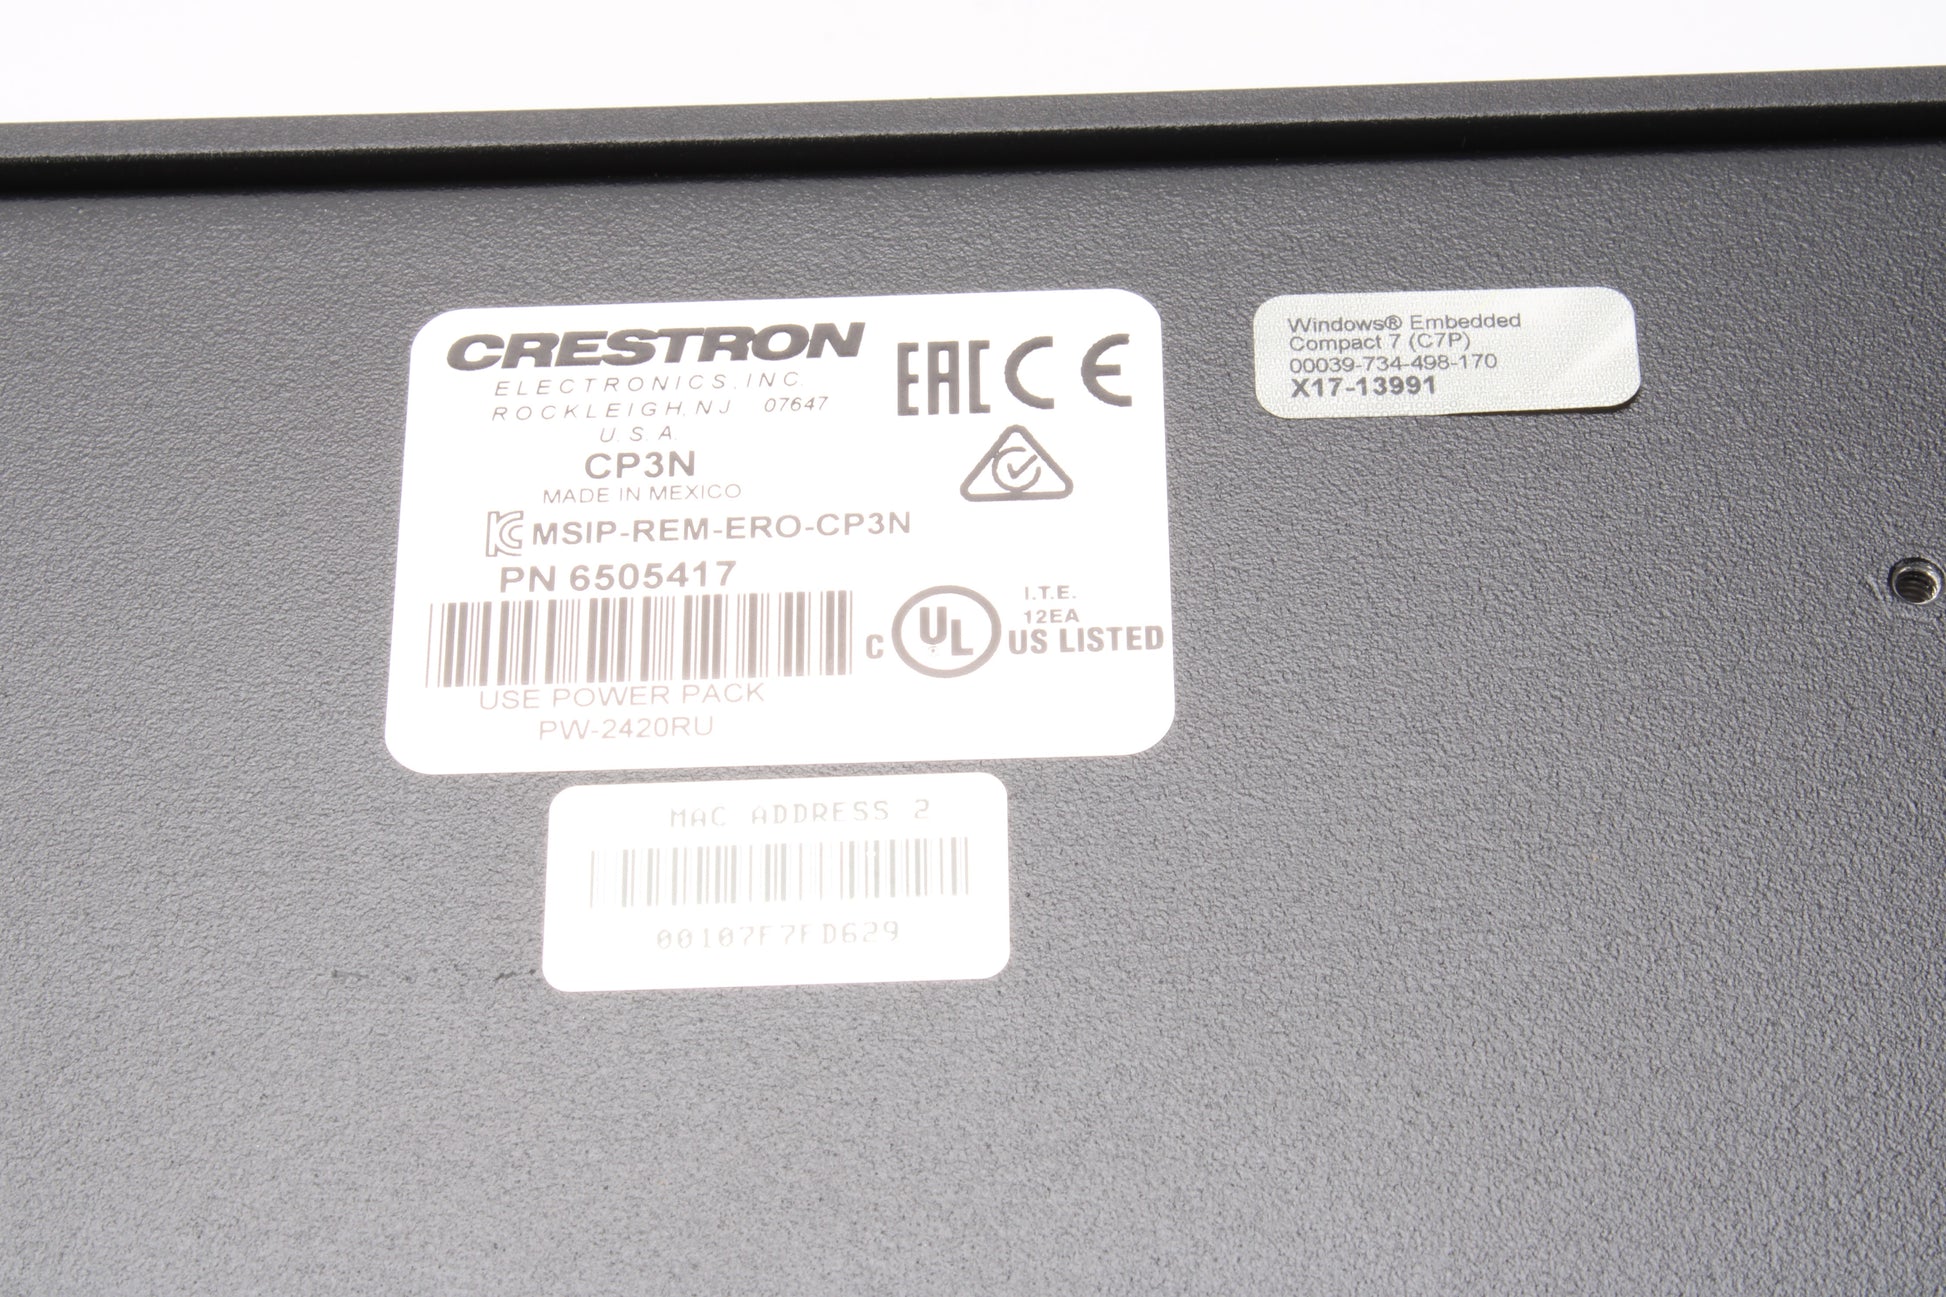 CRESTRON
ELECTRONICS, INC.
ROCKLEIGH, NJ 07647
U.S.A.
CP3N
MADE IN MEXICO
MSIP-REM-ERO-CP3N
PN 6505417
USE POWER PACK
PW-2420RU
EAC CE
I.T.E.
12EA
C UL US LISTED
Windows® Embedded
Compact 7 (C7P)
00039-734-498-170
X17-13991
MAC ADDRESS 2
00107F7FD629